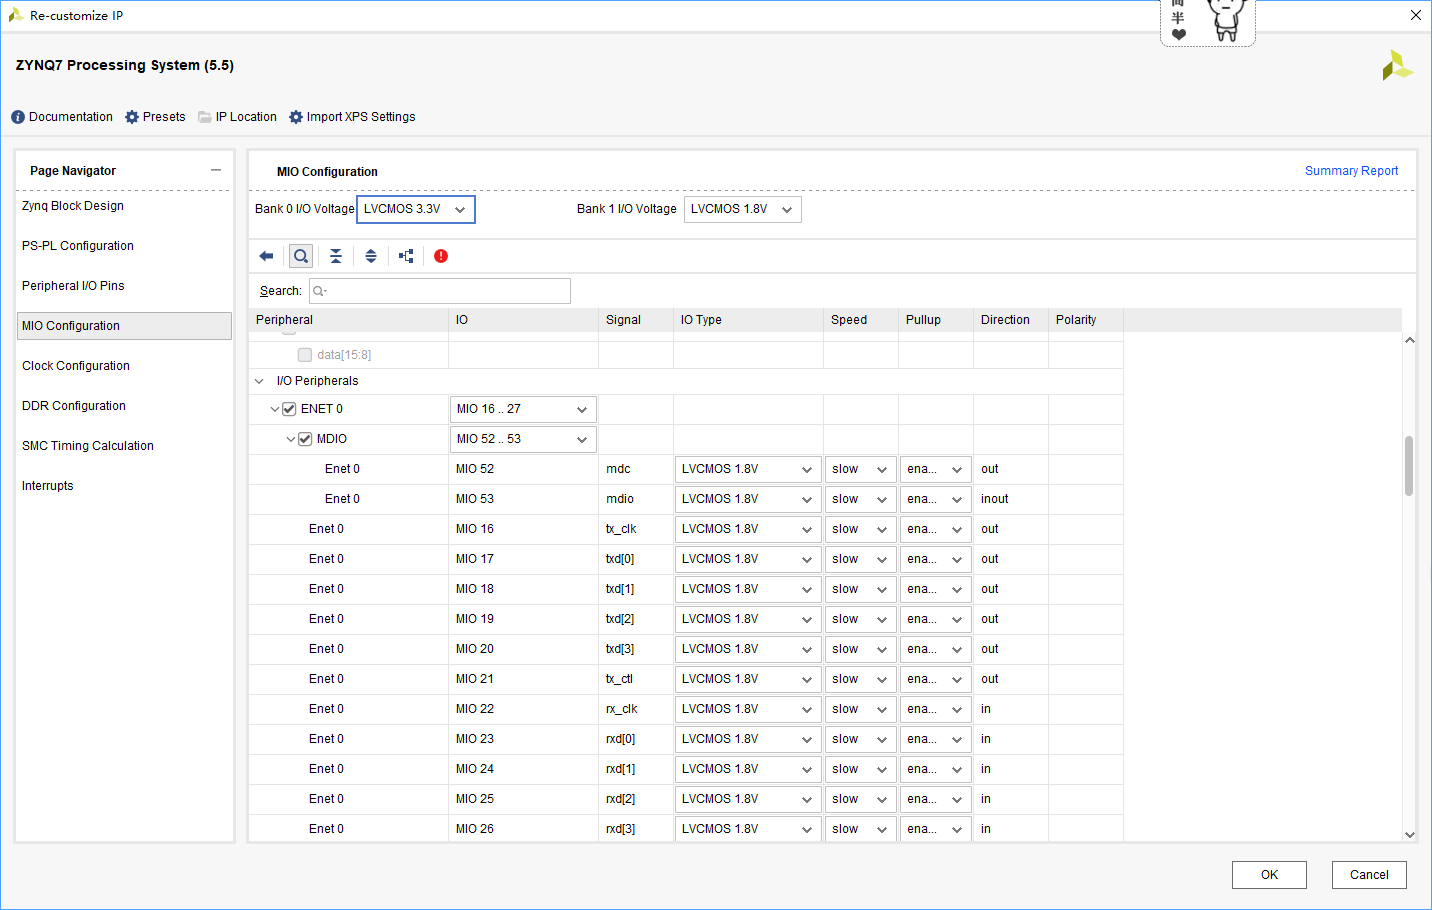 Re-customize IP
半
ZYNQ7 Processing System (5.5)
Documentation Presets IP Location Import XPS Settings
Page Navigator
Zynq Block Design
PS-PL Configuration
Peripheral I/O Pins
MIO Configuration
Clock Configuration
DDR Configuration
SMC Timing Calculation
Interrupts
MIO Configuration Summary Report
Bank 0 I/O Voltage LVCMOS 3.3V Bank 1 I/O Voltage LVCMOS 1.8V
Search:
Peripheral IO Signal IO Type Speed Pullup Direction Polarity
data[15:8]
I/O Peripherals
ENET 0 MIO 16 .. 27
MDIO MIO 52 .. 53
Enet 0 MIO 52 mdc LVCMOS 1.8V slow ena... out
Enet 0 MIO 53 mdio LVCMOS 1.8V slow ena... inout
Enet 0 MIO 16 tx_clk LVCMOS 1.8V slow ena... out
Enet 0 MIO 17 txd[0] LVCMOS 1.8V slow ena... out
Enet 0 MIO 18 txd[1] LVCMOS 1.8V slow ena... out
Enet 0 MIO 19 txd[2] LVCMOS 1.8V slow ena... out
Enet 0 MIO 20 txd[3] LVCMOS 1.8V slow ena... out
Enet 0 MIO 21 tx_ctl LVCMOS 1.8V slow ena... out
Enet 0 MIO 22 rx_clk LVCMOS 1.8V slow ena... in
Enet 0 MIO 23 rxd[0] LVCMOS 1.8V slow ena... in
Enet 0 MIO 24 rxd[1] LVCMOS 1.8V slow ena... in
Enet 0 MIO 25 rxd[2] LVCMOS 1.8V slow ena... in
Enet 0 MIO 26 rxd[3] LVCMOS 1.8V slow ena... in
OK Cancel